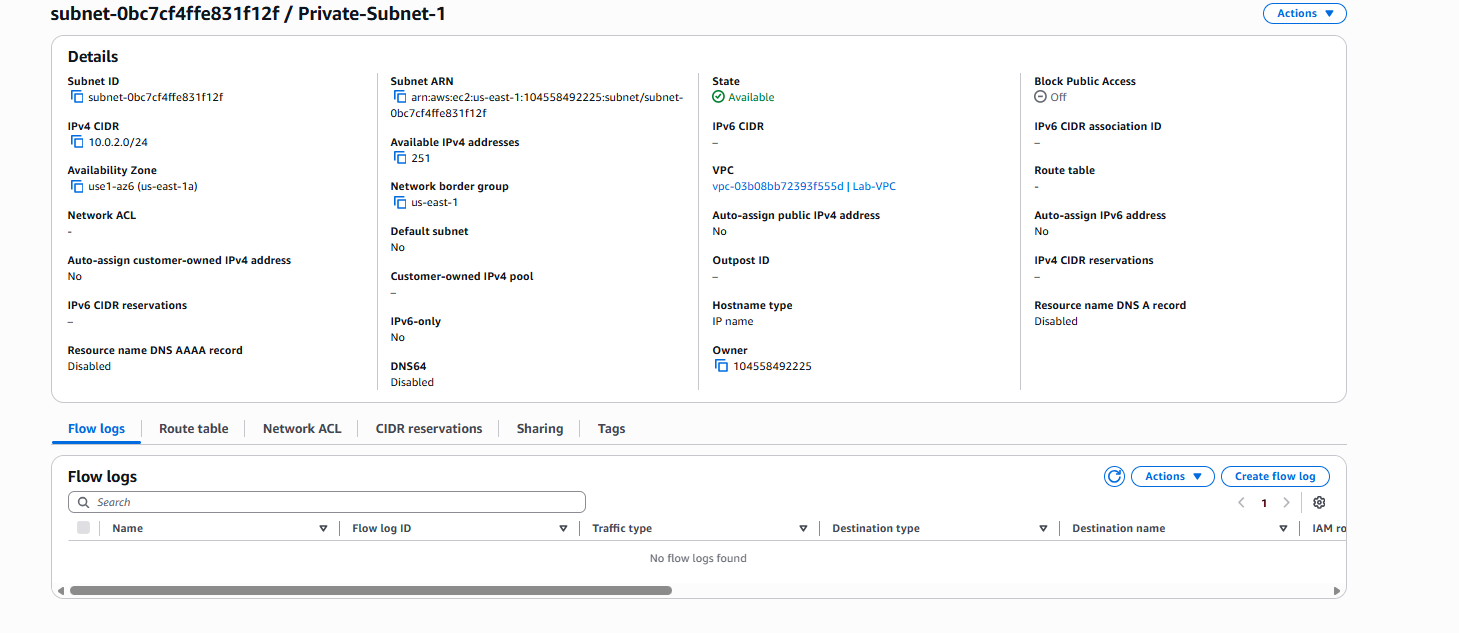 subnet-0bc7cf4ffe831f12f / Private-Subnet-1
Actions
Details
Subnet ID
subnet-0bc7cf4ffe831f12f
IPv4 CIDR
10.0.2.0/24
Availability Zone
use1-az6 (us-east-1a)
Network ACL
-
Auto-assign customer-owned IPv4 address
No
IPv6 CIDR reservations
–
Resource name DNS AAAA record
Disabled
Subnet ARN
arn:aws:ec2:us-east-1:104558492225:subnet/subnet-
0bc7cf4ffe831f12f
Available IPv4 addresses
251
Network border group
us-east-1
Default subnet
No
Customer-owned IPv4 pool
–
IPv6-only
No
DNS64
Disabled
State
Available
IPv6 CIDR
–
VPC
vpc-03b08bb72393f555d | Lab-VPC
Auto-assign public IPv4 address
No
Outpost ID
–
Hostname type
IP name
Owner
104558492225
Block Public Access
Off
IPv6 CIDR association ID
–
Route table
-
Auto-assign IPv6 address
No
IPv4 CIDR reservations
–
Resource name DNS A record
Disabled
Flow logs Route table Network ACL CIDR reservations Sharing Tags
Flow logs
Actions Create flow log
Search
1
Name Flow log ID Traffic type Destination type Destination name IAM ro
No flow logs found